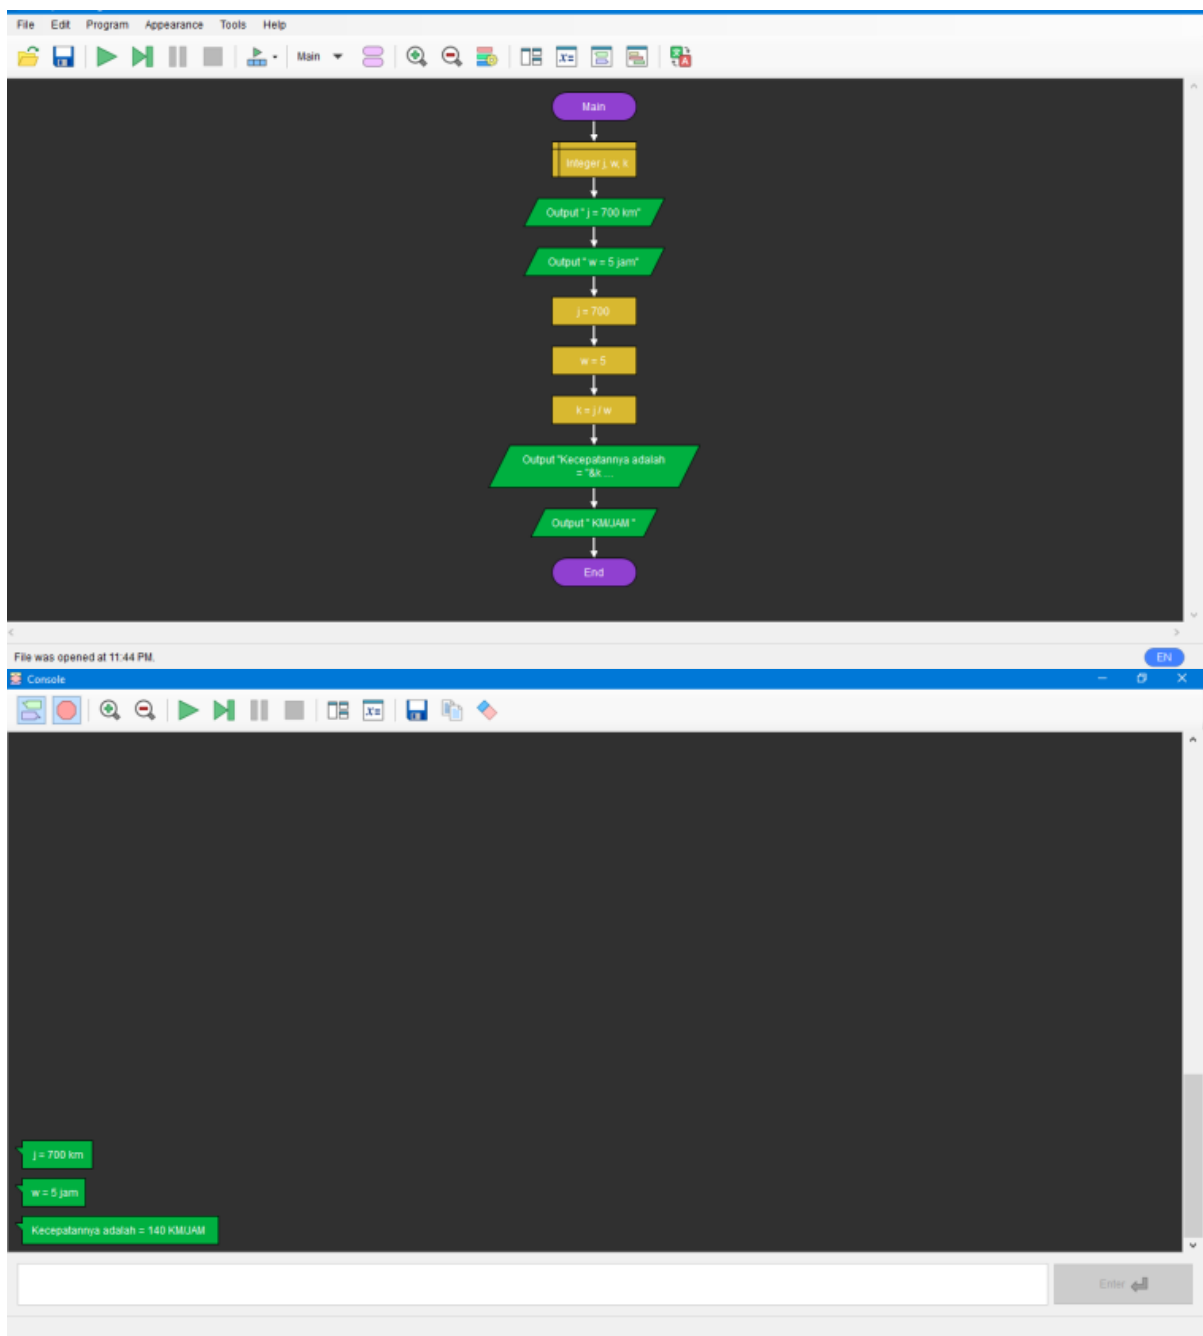 File Edit Program Appearance Tools Help
Main
Main
Integer j, w, k
Output " j = 700 km"
Output " w = 5 jam"
j = 700
w = 5
k = j / w
Output "Kecepatannya adalah
= "&k ...
Output " KM/JAM "
End
File was opened at 11:44 PM.
EN
Console
j = 700 km
w = 5 jam
Kecepatannya adalah = 140 KM/JAM
Enter